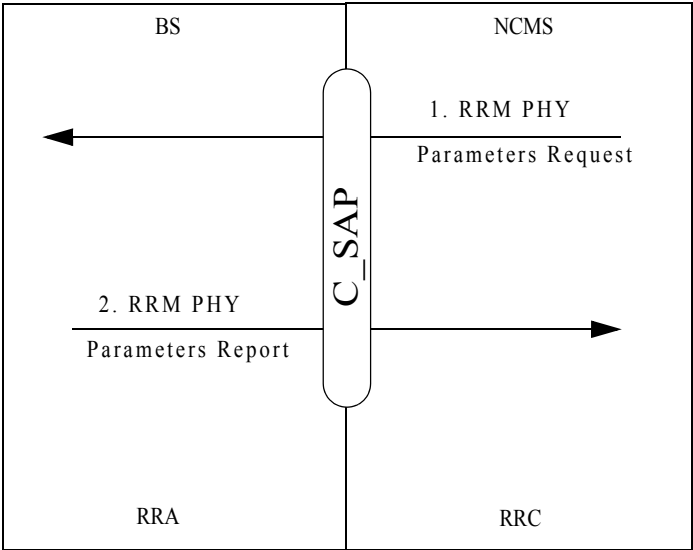 BS
NCMS
1. RRM PHY
Parameters Request
C_SAP
2. RRM PHY
Parameters Report
RRA
RRC